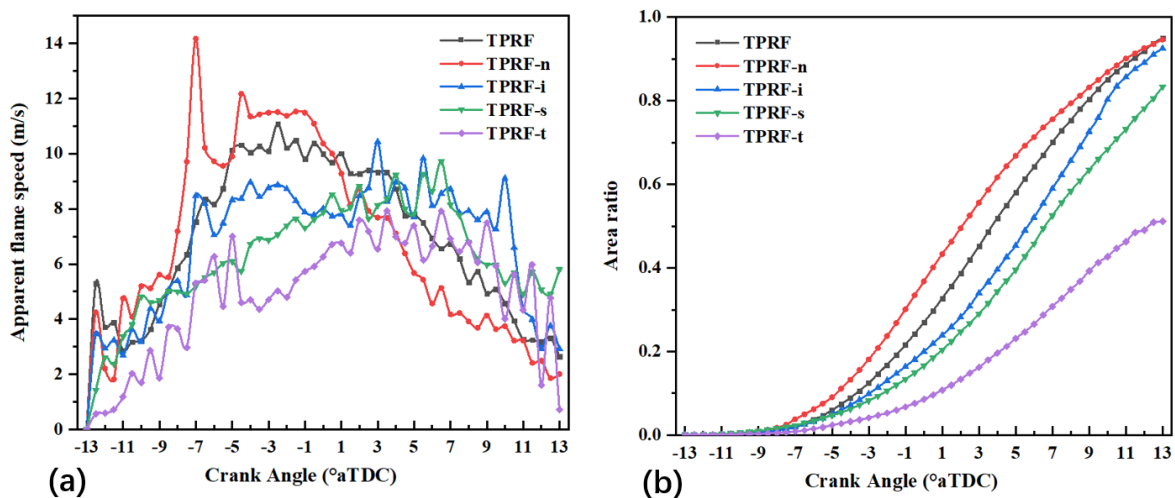 14
12
10
8
6
4
2
0
Apparent flame speed (m/s)
TPRF
TPRF-n
TPRF-i
TPRF-s
TPRF-t
-13 -11 -9 -7 -5 -3 -1 1 3 5 7 9 11 13
Crank Angle (°aTDC)
(a)
1.0
0.8
0.6
0.4
0.2
0.0
Area ratio
TPRF
TPRF-n
TPRF-i
TPRF-s
TPRF-t
-13 -11 -9 -7 -5 -3 -1 1 3 5 7 9 11 13
Crank Angle (°aTDC)
(b)